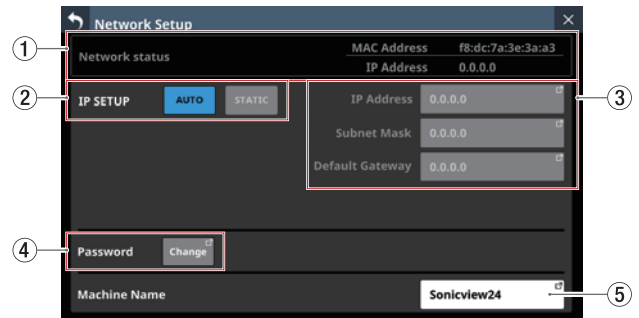 Network Setup
①
Network status
MAC Address f8:dc:7a:3e:3a:a3
IP Address 0.0.0.0
②
IP SETUP AUTO STATIC
③
IP Address 0.0.0.0
Subnet Mask 0.0.0.0
Default Gateway 0.0.0.0
④
Password Change
Machine Name Sonicview24
⑤